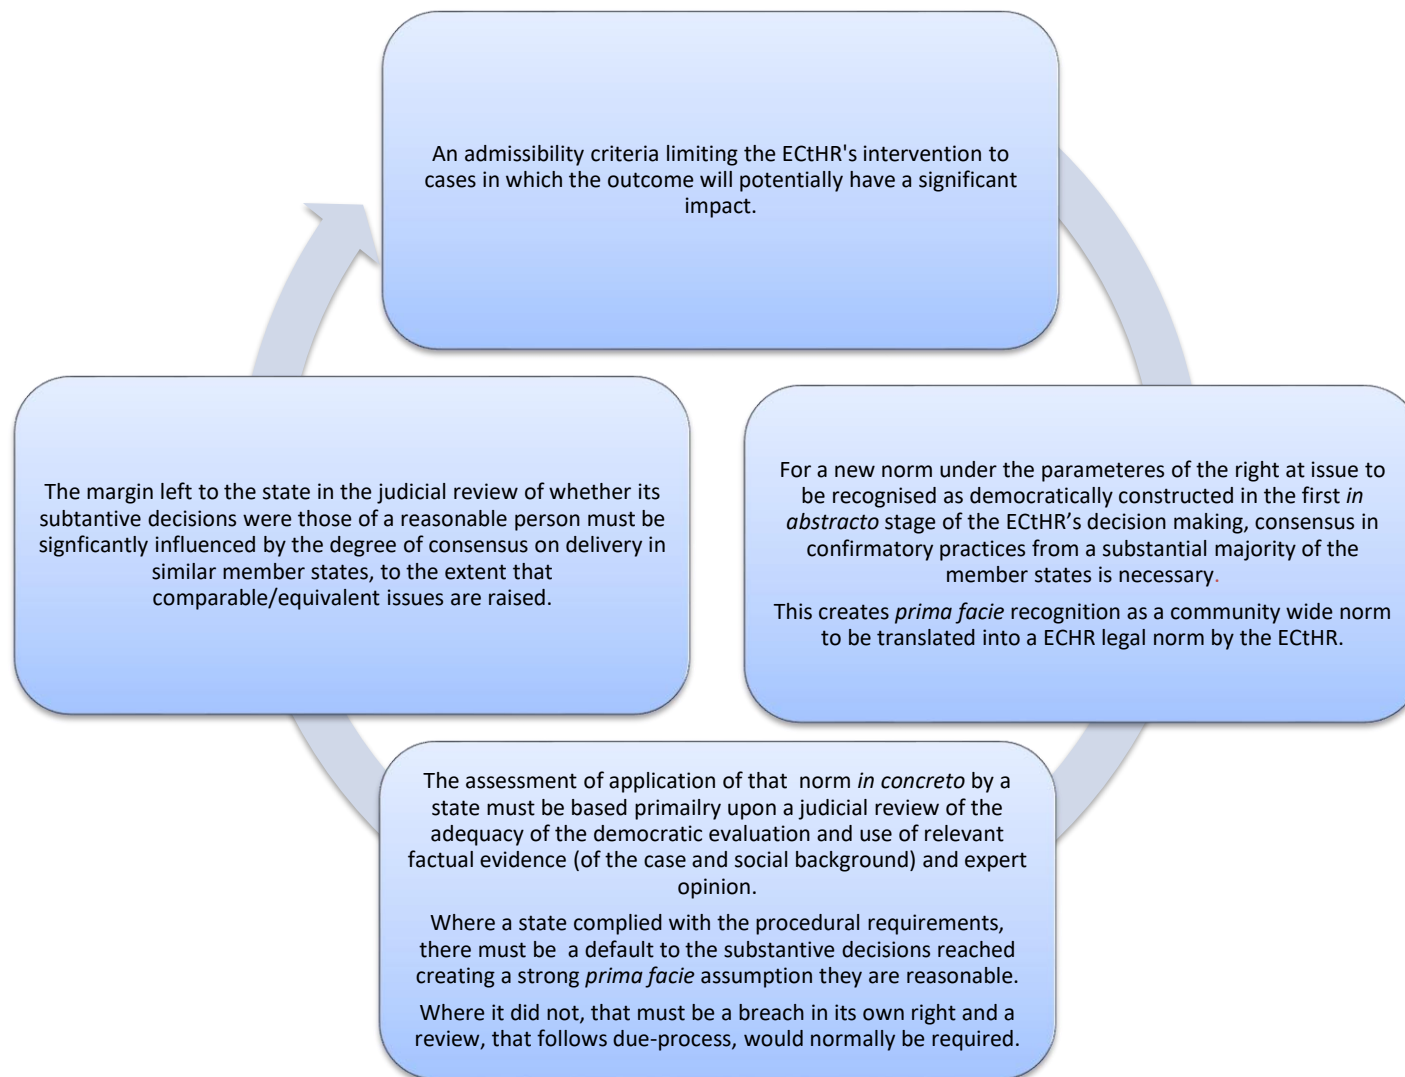 An admissibility criteria limiting the ECtHR's intervention to
cases in which the outcome will potentially have a significant
impact.
For a new norm under the parameteres of the right at issue to
be recognised as democratically constructed in the first in
abstracto stage of the ECtHR’s decision making, consensus in
confirmatory practices from a substantial majority of the
member states is necessary.
This creates prima facie recognition as a community wide norm
to be translated into a ECHR legal norm by the ECtHR.
The assessment of application of that norm in concreto by a
state must be based primailry upon a judicial review of the
adequacy of the democratic evaluation and use of relevant
factual evidence (of the case and social background) and expert
opinion.
Where a state complied with the procedural requirements,
there must be a default to the substantive decisions reached
creating a strong prima facie assumption they are reasonable.
Where it did not, that must be a breach in its own right and a
review, that follows due-process, would normally be required.
The margin left to the state in the judicial review of whether its
subtantive decisions were those of a reasonable person must be
signficantly influenced by the degree of consensus on delivery in
similar member states, to the extent that
comparable/equivalent issues are raised.